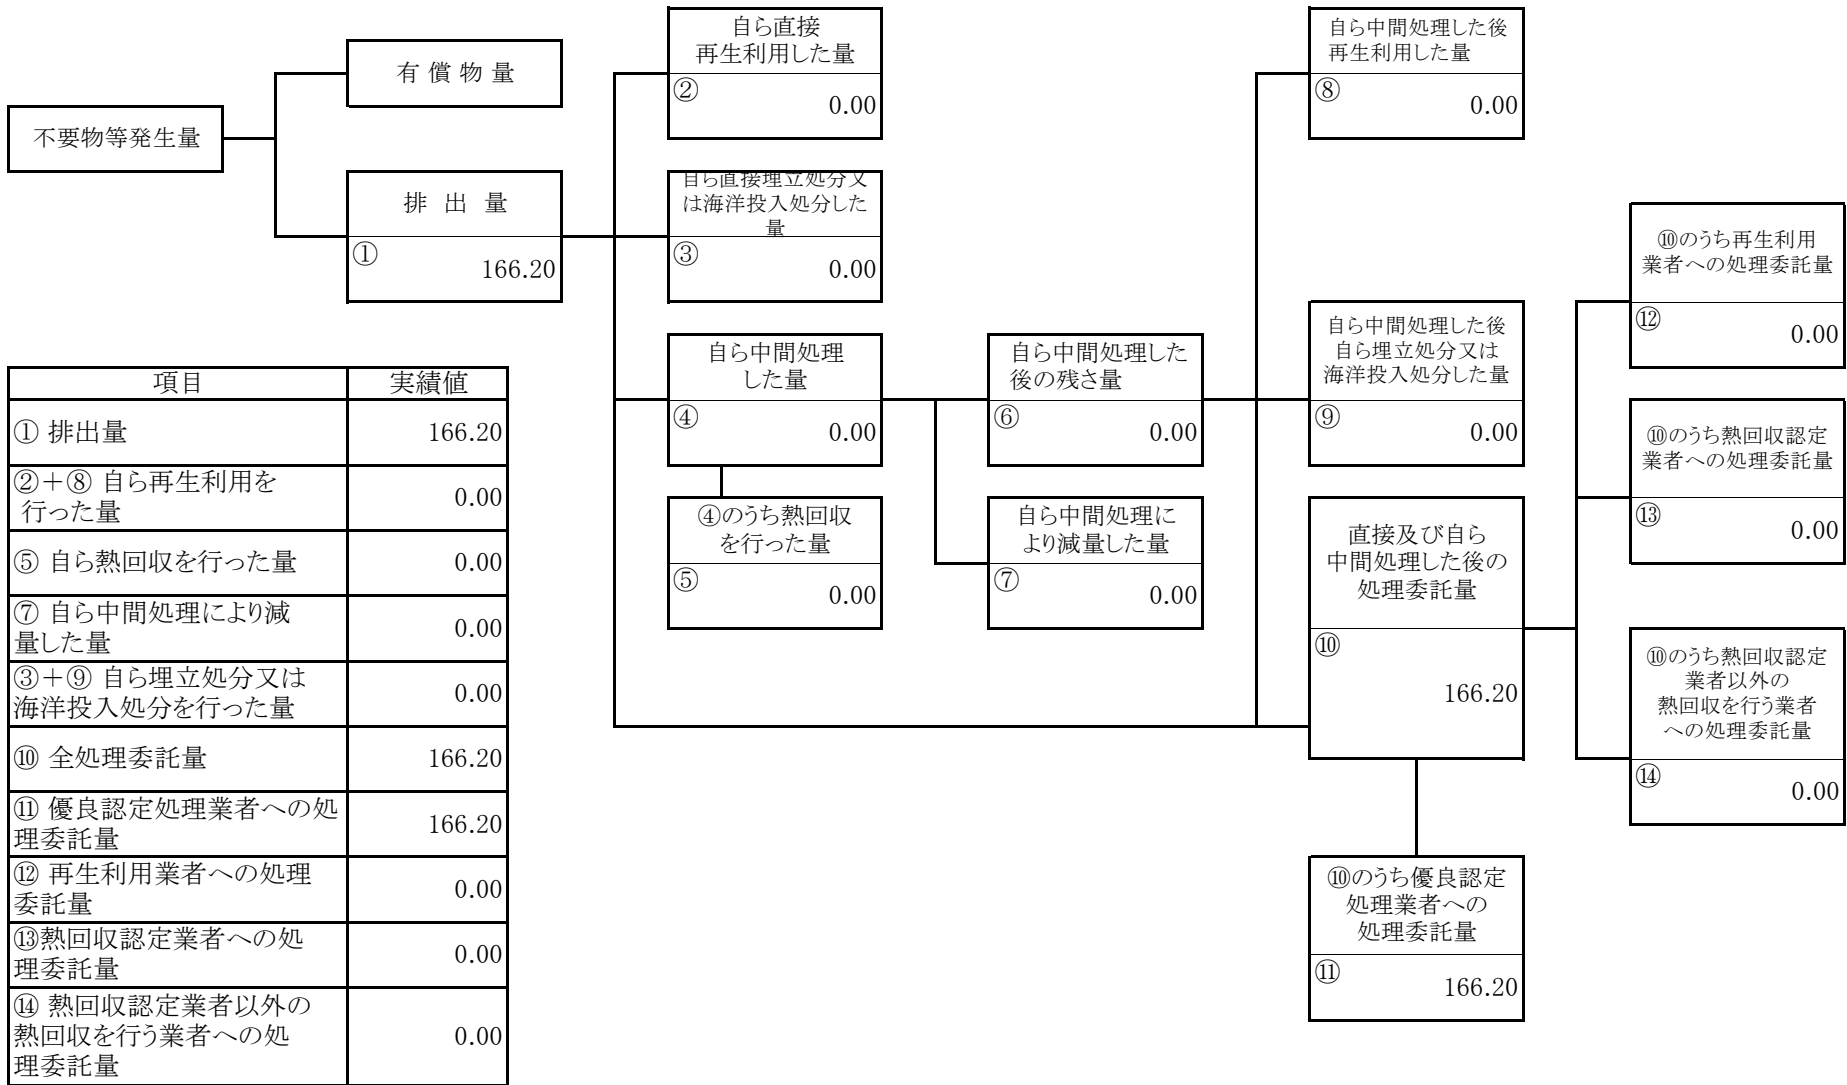 不要物等発生量
有 償 物 量
排 出 量
①
166.20
自ら直接
再生利用した量
②
0.00
自ら直接埋立処分又
は海洋投入処分した
量
③
0.00
自ら中間処理
した量
④
0.00
④のうち熱回収
を行った量
⑤
0.00
自ら中間処理した
後の残さ量
⑥
0.00
自ら中間処理に
より減量した量
⑦
0.00
自ら中間処理した後
再生利用した量
⑧
0.00
自ら中間処理した後
自ら埋立処分又は
海洋投入処分した量
⑨
0.00
直接及び自ら
中間処理した後の
処理委託量
⑩
166.20
⑩のうち優良認定
処理業者への
処理委託量
⑪
166.20
⑩のうち再生利用
業者への処理委託量
⑫
0.00
⑩のうち熱回収認定
業者への処理委託量
⑬
0.00
⑩のうち熱回収認定
業者以外の
熱回収を行う業者
への処理委託量
⑭
0.00
項目 実績値
① 排出量 166.20
②+⑧ 自ら再生利用を
行った量
0.00
⑤ 自ら熱回収を行った量 0.00
⑦ 自ら中間処理により減
量した量
0.00
③+⑨ 自ら埋立処分又は
海洋投入処分を行った量
0.00
⑩ 全処理委託量 166.20
⑪ 優良認定処理業者への処
理委託量
166.20
⑫ 再生利用業者への処理
委託量
0.00
⑬熱回収認定業者への処
理委託量
0.00
⑭ 熱回収認定業者以外の
熱回収を行う業者への処
理委託量
0.00